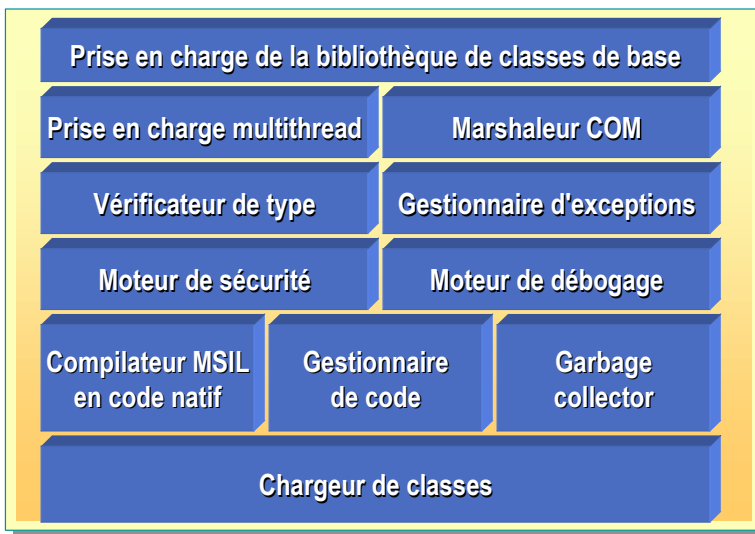 Prise en charge de la bibliothèque de classes de base
Prise en charge multithread
Marshaleur COM
Vérificateur de type
Gestionnaire d'exceptions
Moteur de sécurité
Moteur de débogage
Compilateur MSIL
en code natif
Gestionnaire
de code
Garbage
collector
Chargeur de classes